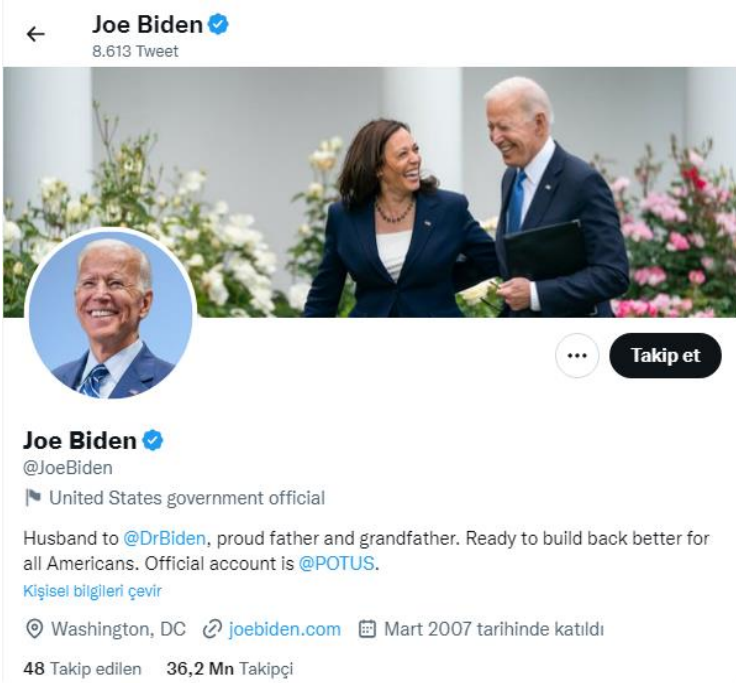 Joe Biden
8.613 Tweet
Takip et
Joe Biden
@JoeBiden
United States government official
Husband to @DrBiden, proud father and grandfather. Ready to build back better for
all Americans. Official account is @POTUS.
Kişisel bilgileri çevir
Washington, DC joebiden.com Mart 2007 tarihinde katıldı
48 Takip edilen 36,2 Mn Takipçi